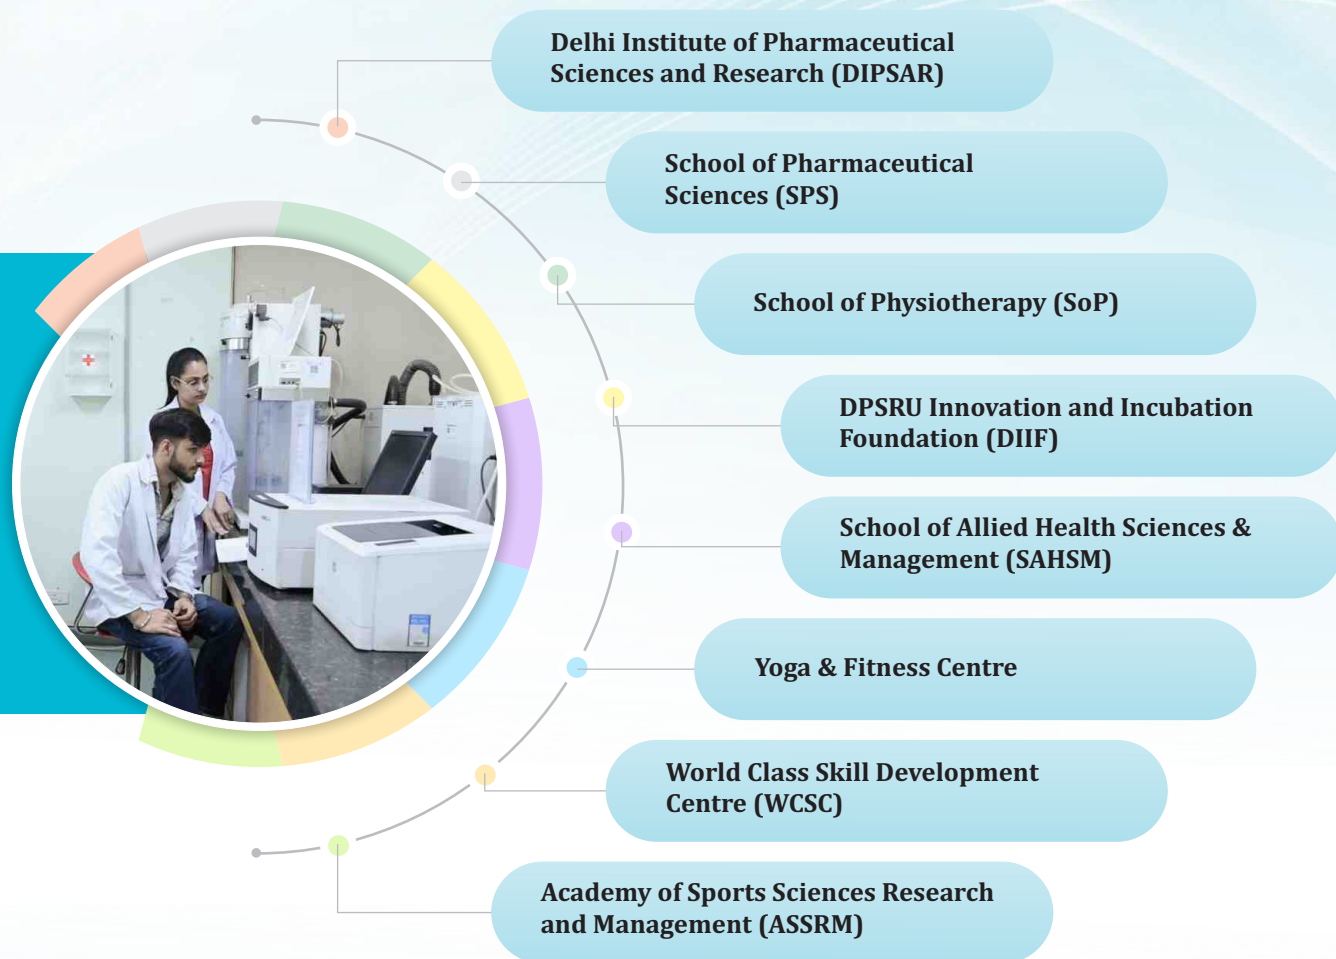 Delhi Institute of Pharmaceutical
Sciences and Research (DIPSAR)
School of Pharmaceutical
Sciences (SPS)
School of Physiotherapy (SoP)
DPSRU Innovation and Incubation
Foundation (DIIF)
School of Allied Health Sciences &
Management (SAHSM)
Yoga & Fitness Centre
World Class Skill Development
Centre (WCSC)
Academy of Sports Sciences Research
and Management (ASSRM)